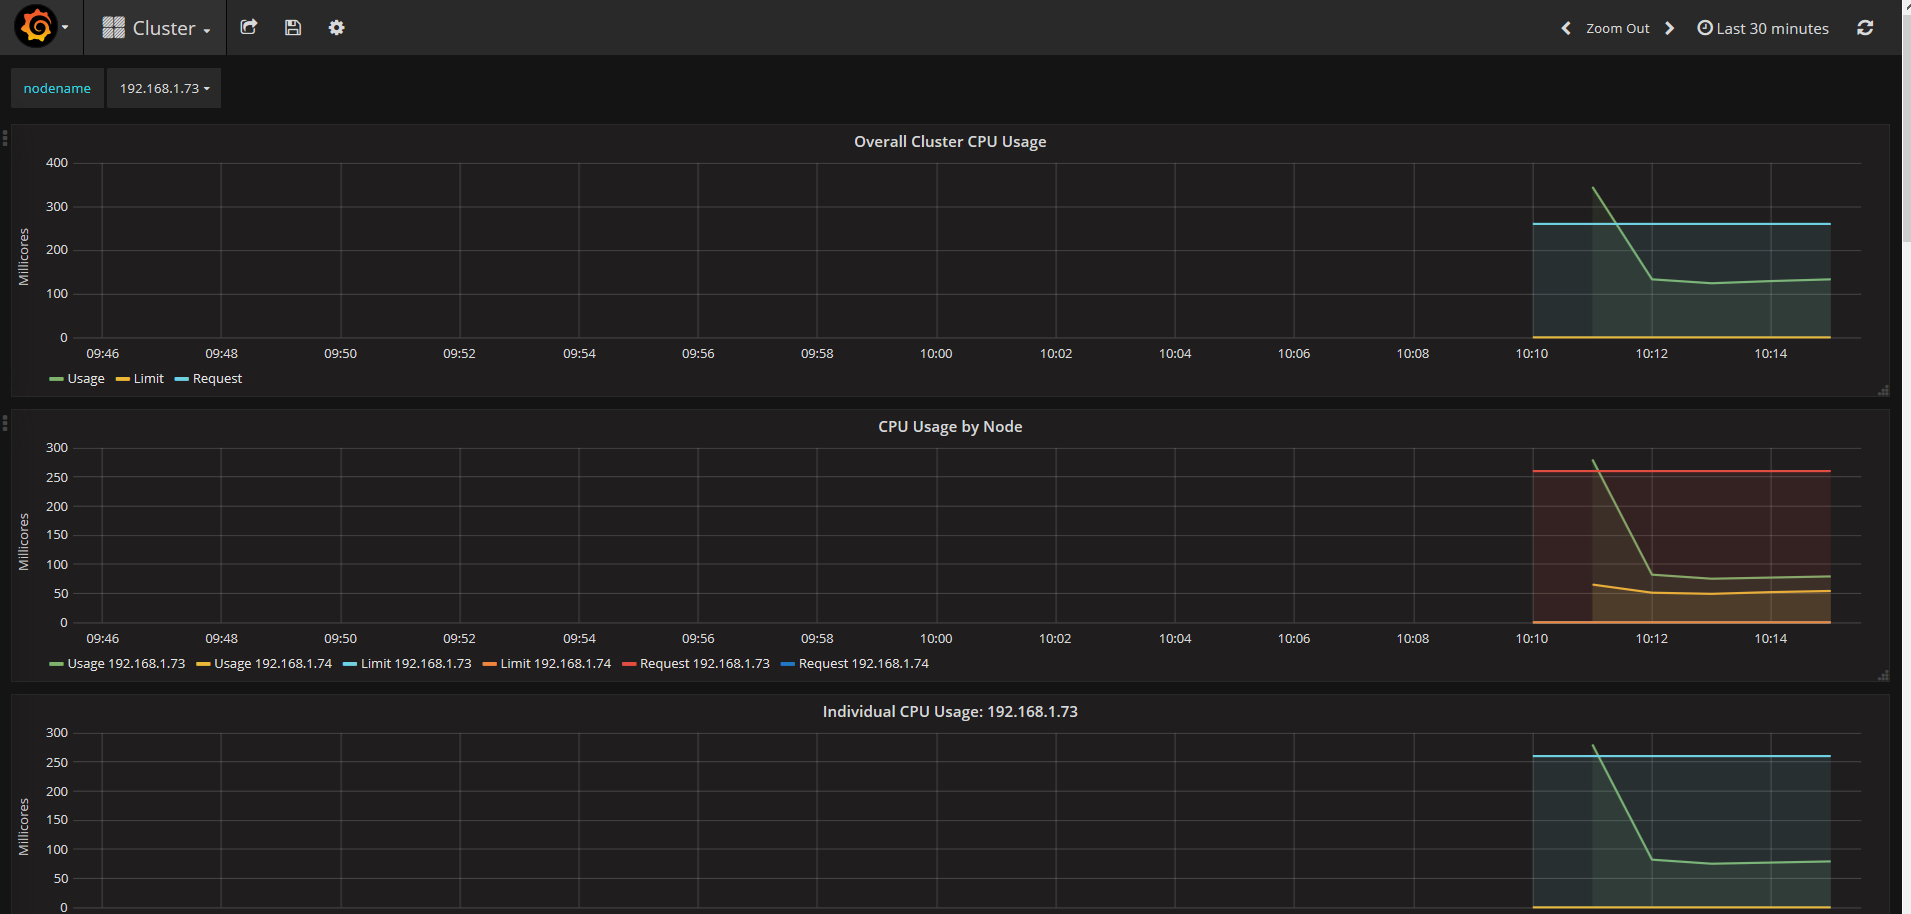 Cluster
Zoom Out Last 30 minutes
nodename 192.168.1.73
Overall Cluster CPU Usage
Millicores
400
300
200
100
0
09:46 09:48 09:50 09:52 09:54 09:56 09:58 10:00 10:02 10:04 10:06 10:08 10:10 10:12 10:14
Usage Limit Request
CPU Usage by Node
Millicores
300
250
200
150
100
50
0
09:46 09:48 09:50 09:52 09:54 09:56 09:58 10:00 10:02 10:04 10:06 10:08 10:10 10:12 10:14
Usage 192.168.1.73 Usage 192.168.1.74 Limit 192.168.1.73 Limit 192.168.1.74 Request 192.168.1.73 Request 192.168.1.74
Individual CPU Usage: 192.168.1.73
Millicores
300
250
200
150
100
50
0